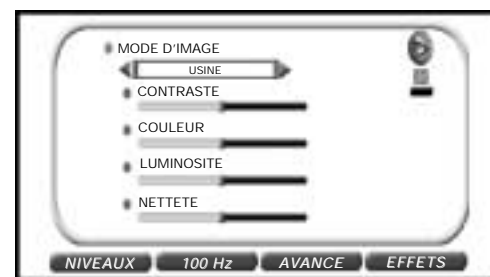 MODE D'IMAGE
USINE
CONTRASTE
COULEUR
LUMINOSITE
NETTETE
NIVEAUX 100 Hz AVANCE EFFETS